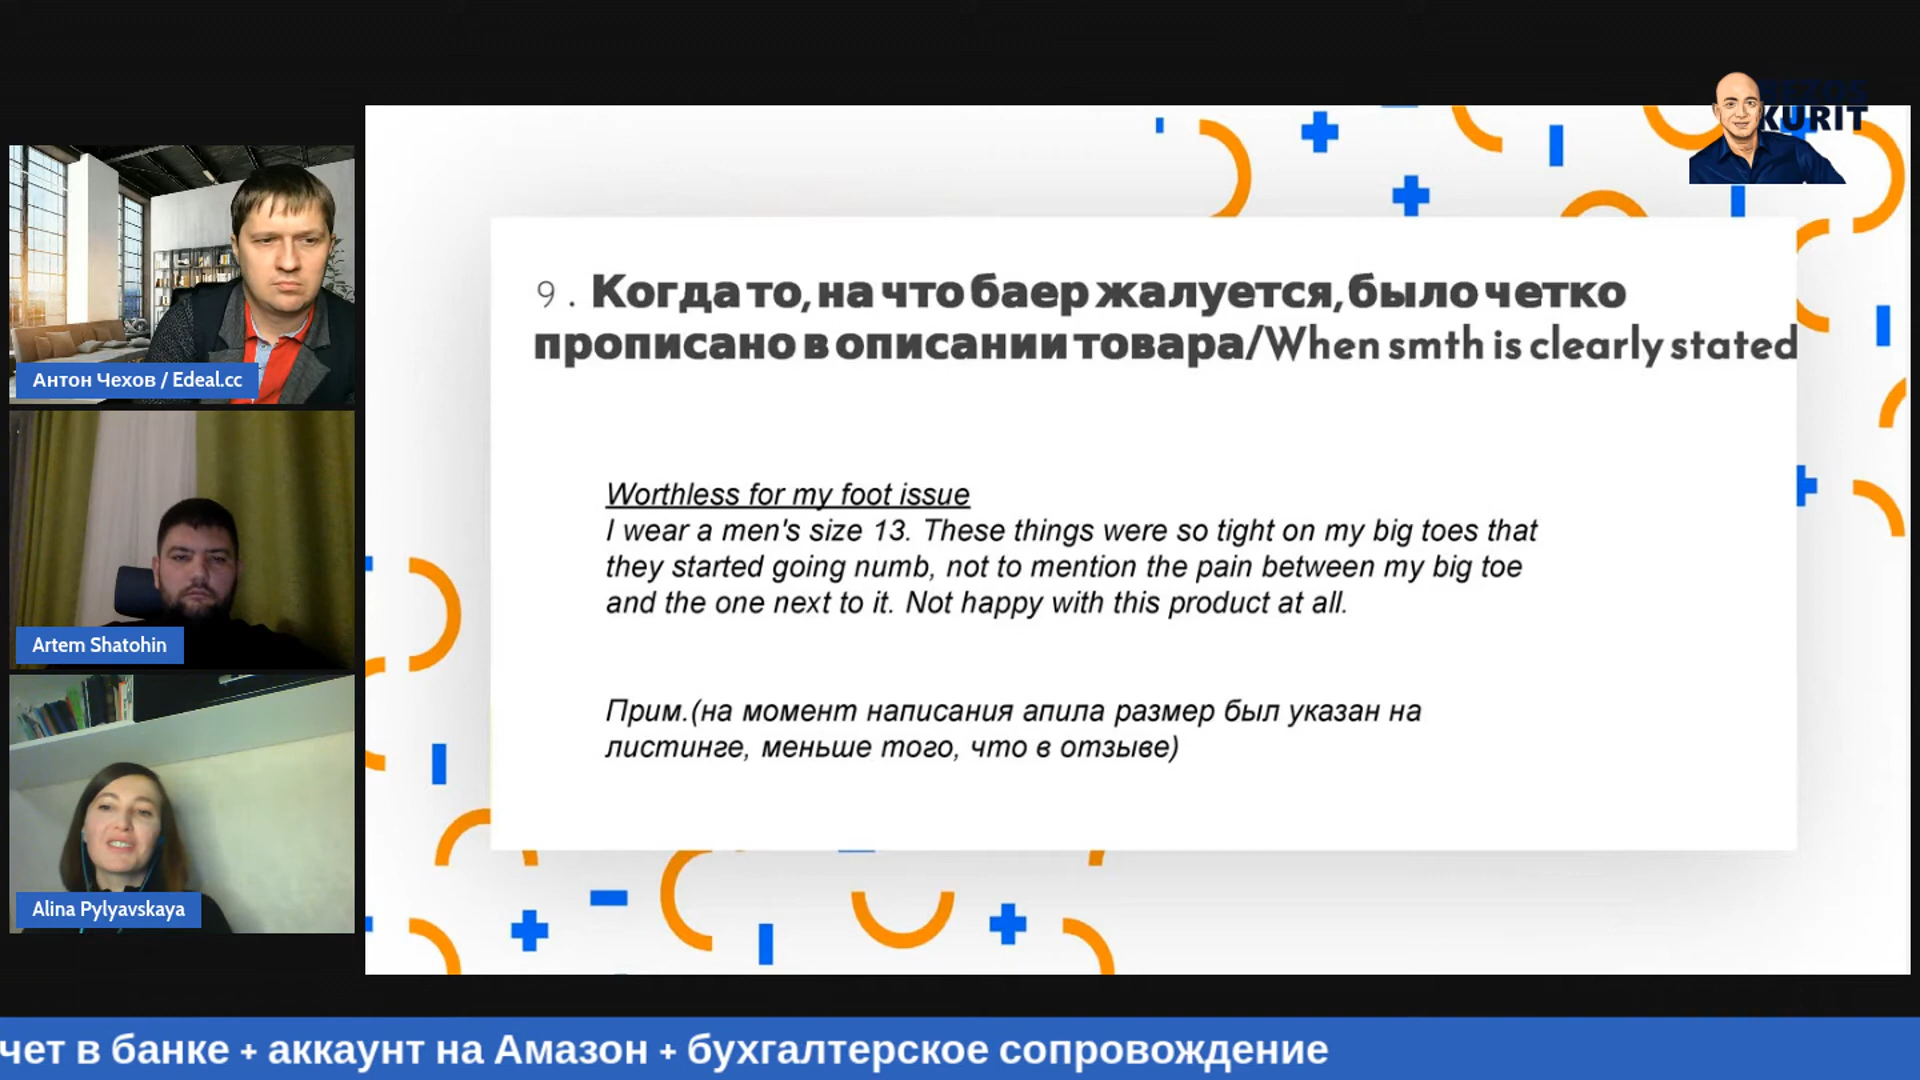 BEZOS
KURIT
9. Когда то, на что баер жалуется, было четко
прописано в описании товара/When smth is clearly stated
Worthless for my foot issue
I wear a men's size 13. These things were so tight on my big toes that
they started going numb, not to mention the pain between my big toe
and the one next to it. Not happy with this product at all.
Прим.(на момент написания апила размер был указан на
листинге, меньше того, что в отзыве)
Антон Чехов / Edeal.cc
Artem Shatohin
Alina Pylyavskaya
чет в банке + аккаунт на Амазон + бухгалтерское сопровождение